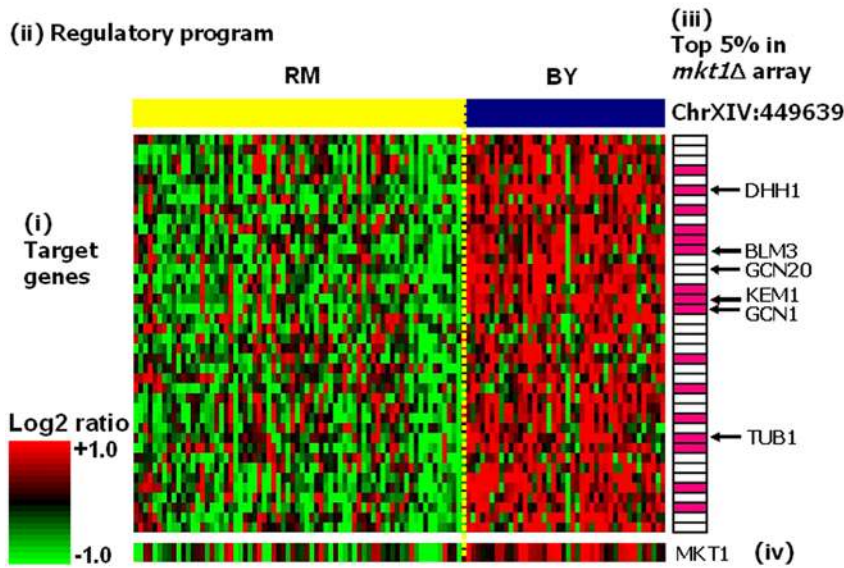 (ii) Regulatory program
(iii)
Top 5% in
mkt1Δ array
RM
BY
ChrXIV:449639
(i)
Target
genes
DHH1
BLM3
GCN20
KEM1
GCN1
TUB1
Log2 ratio
+1.0
-1.0
MKT1
(iv)